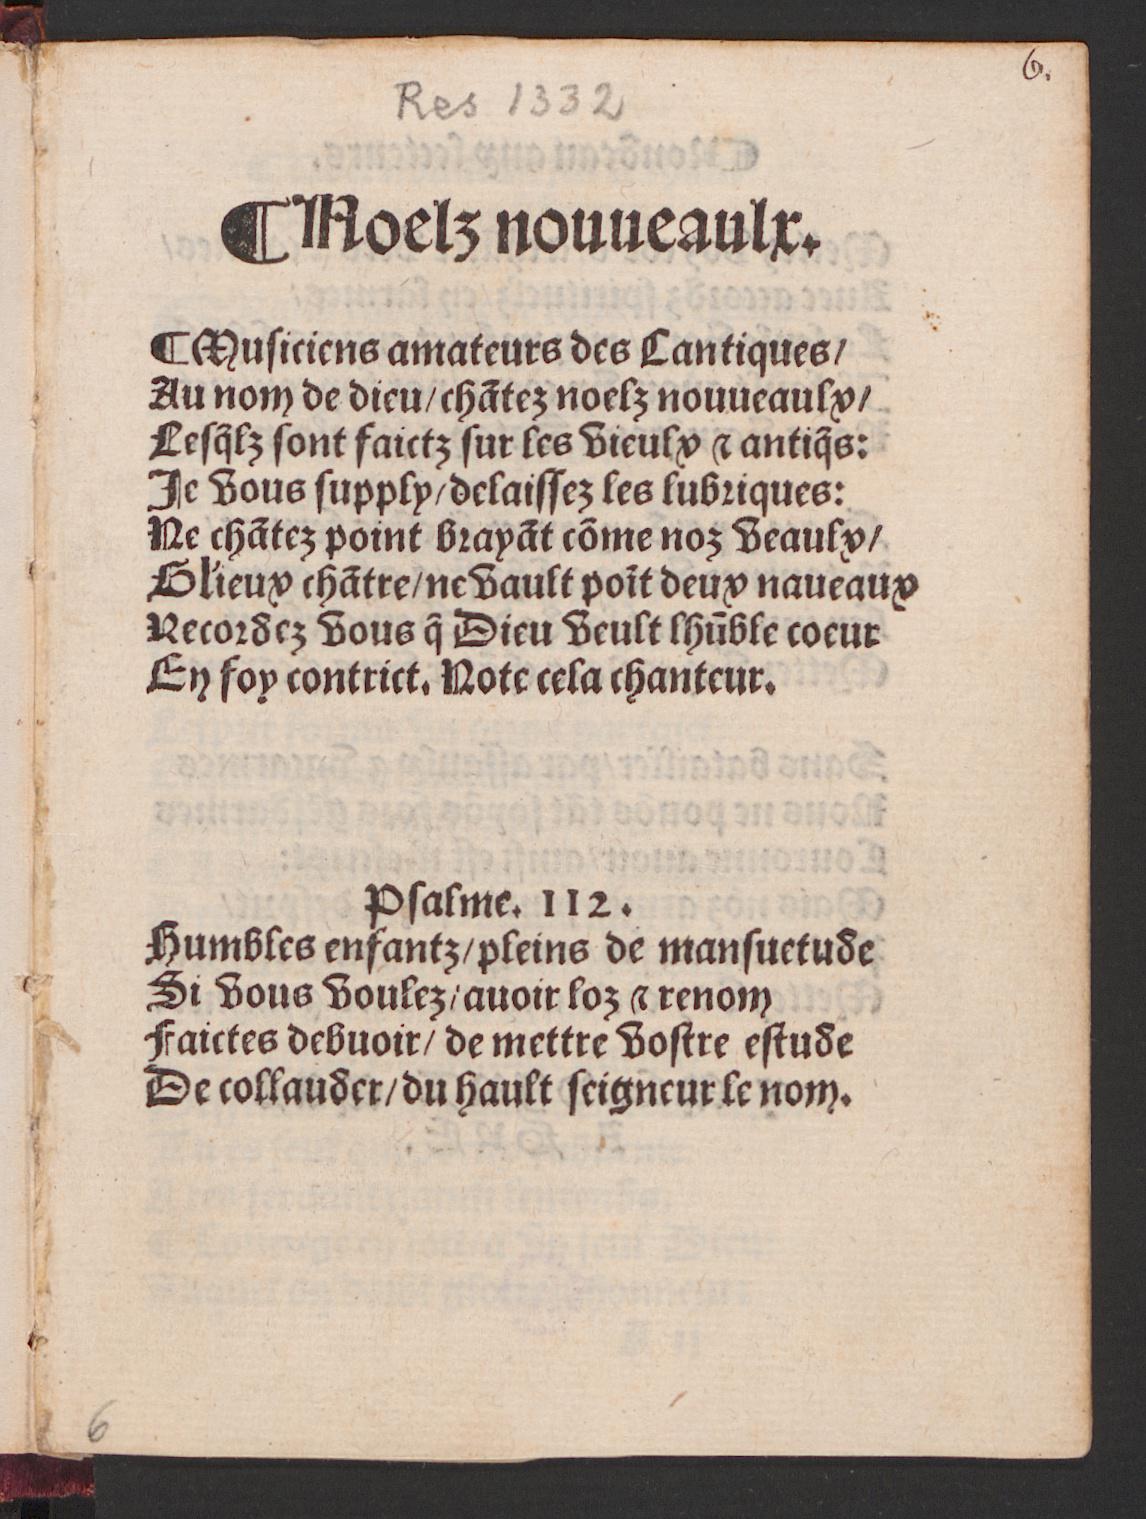 6.
Res 1332
¶Noelz nouueaulx.
¶Musiciens amateurs des Cantiques/
Au nom de dieu/chãtez noelz nouueaulx/
Lesq̃lz sont faictz sur les vieulx ⁊ antiq̃s:
Je vous supply/delaissez les lubriques:
Ne chãtez point brayãt cõme noz veaulx/
Glieux chãtre/ne vault poĩt deux naueaux
Recordez vous q̃ Dieu veult lhũble coeur
En foy contrict. Note cela chanteur.
Psalme. 112.
Humbles enfantz/pleins de mansuetude
Si vous voulez/auoir loz ⁊ renom
Faictes debuoir/ de mettre vostre estude
De collauder/du hault seigneur le nom.
6